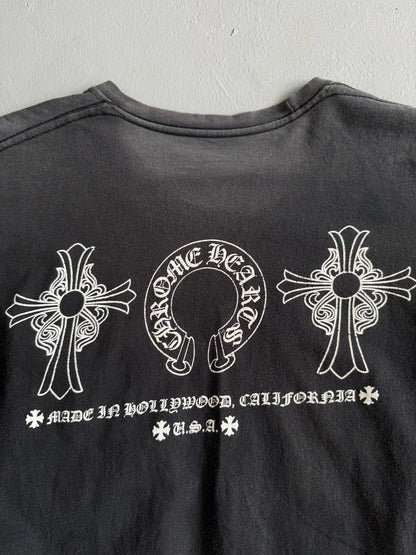 CHROME HEARTS
MADE IN HOLLYWOOD, CALIFORNIA
U.S.A.